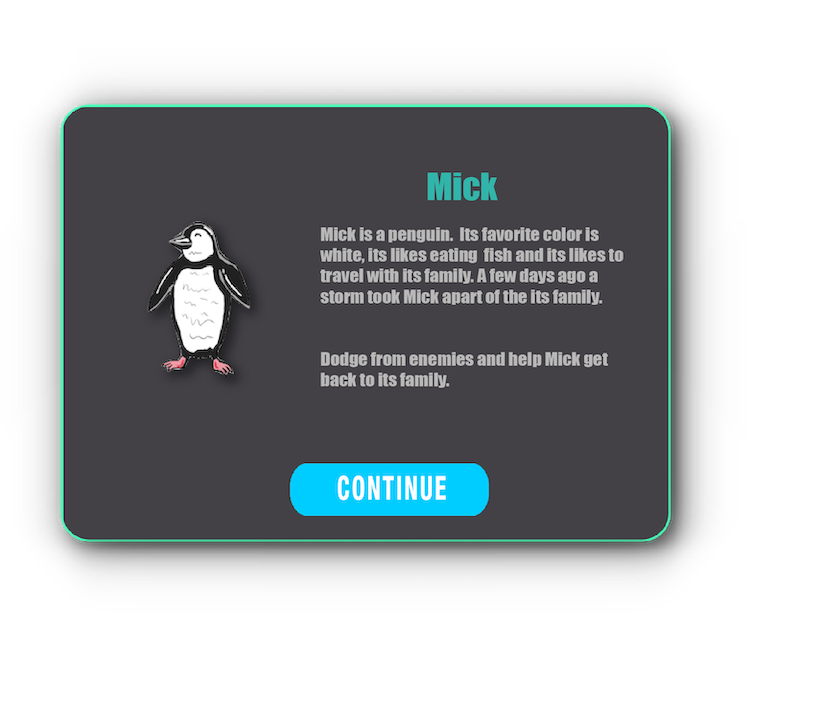 Mick
Mick is a penguin.  Its favorite color is
white, its likes eating  fish and its likes to
travel with its family. A few days ago a
storm took Mick apart of the its family.
Dodge from enemies and help Mick get
back to its family.
CONTINUE